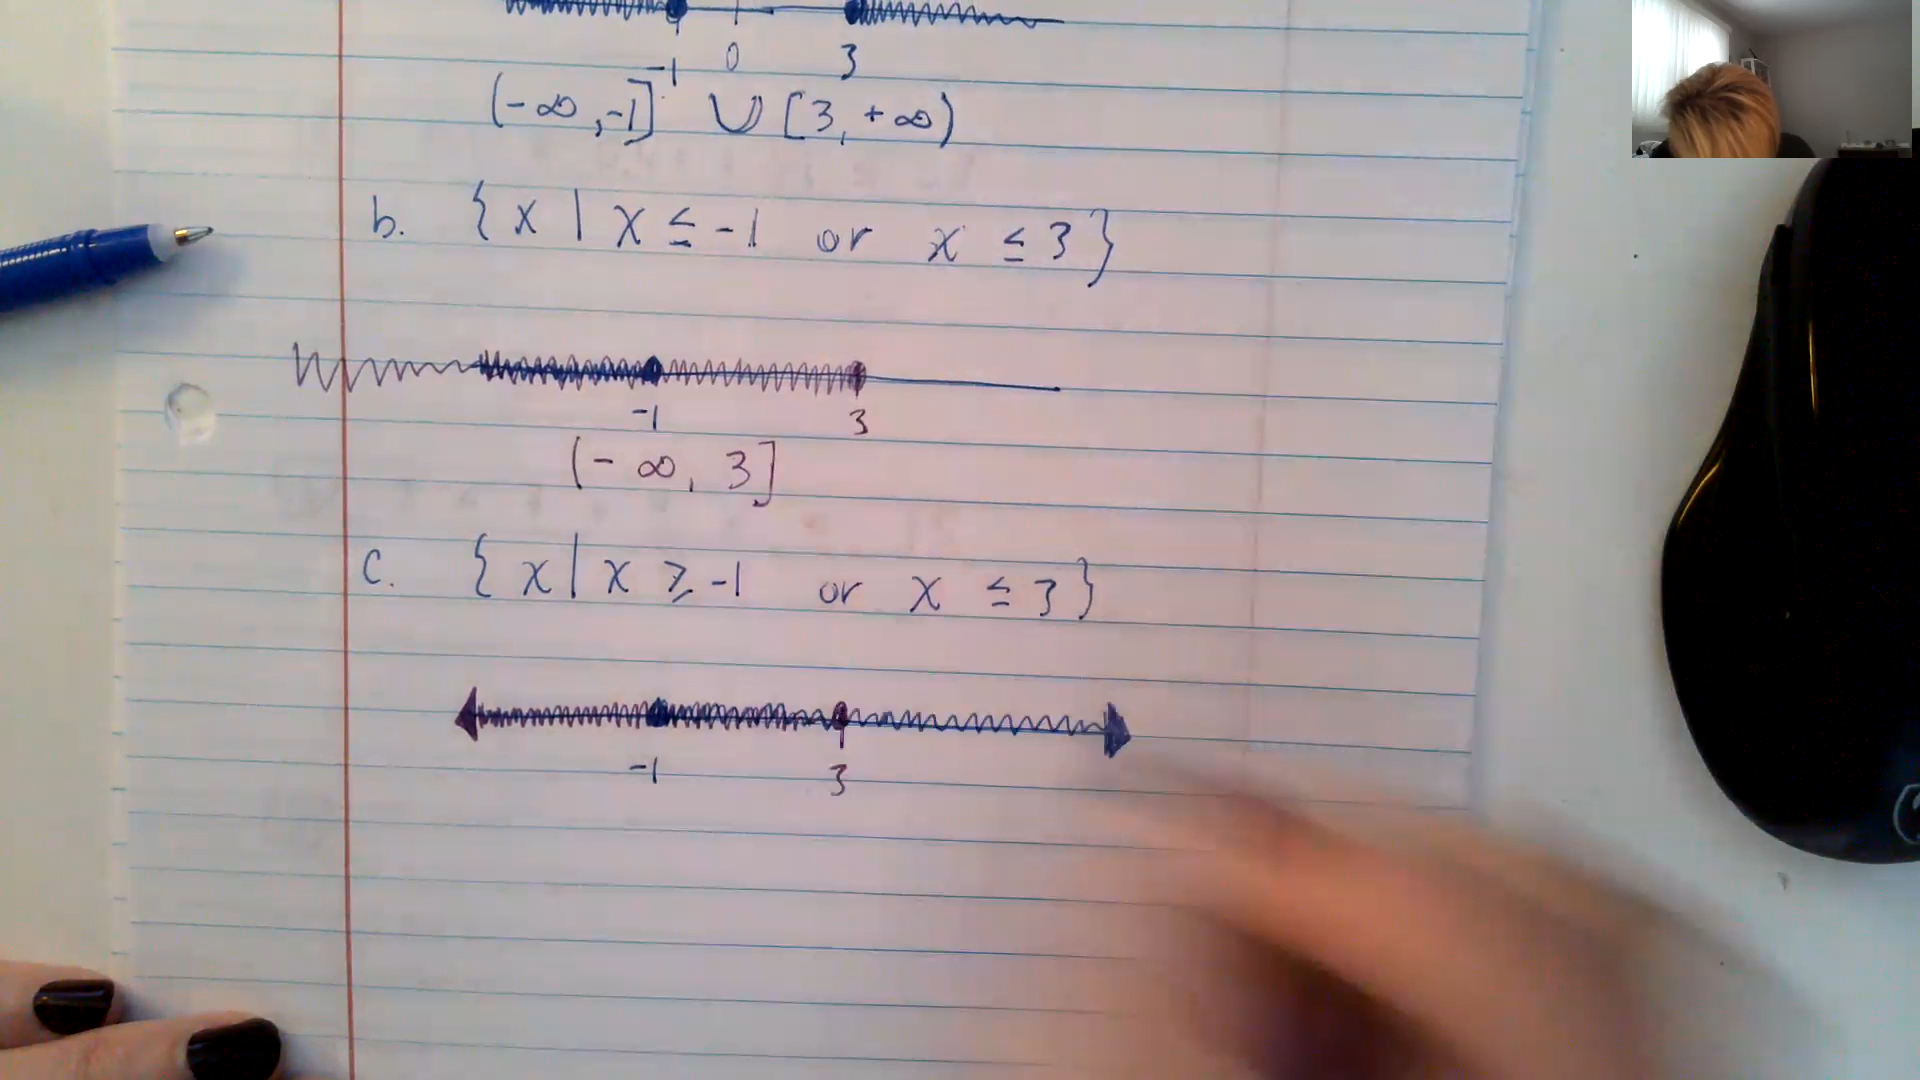 -1 0 3
(-∞,-1] ∪ [3,+∞)
b. {x | x ≤ -1 or x ≤ 3}
-1 3
(-∞, 3]
c. {x | x ≥ -1 or x ≤ 3}
-1 3